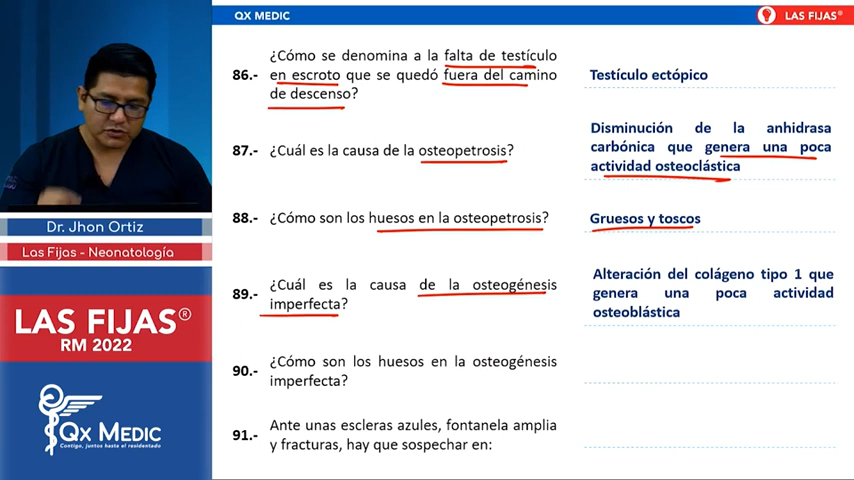 QX MEDIC
LAS FIJAS®
¿Cómo se denomina a la falta de testículo
86.- en escroto que se quedó fuera del camino
de descenso?
Testículo ectópico
87.- ¿Cuál es la causa de la osteopetrosis?
Disminución de la anhidrasa
carbónica que genera una poca
actividad osteoclástica
88.- ¿Cómo son los huesos en la osteopetrosis?
Gruesos y toscos
¿Cuál es la causa de la osteogénesis
89.- imperfecta?
Alteración del colágeno tipo 1 que
genera una poca actividad
osteoblástica
¿Cómo son los huesos en la osteogénesis
90.- imperfecta?
Ante unas escleras azules, fontanela amplia
91.- y fracturas, hay que sospechar en:
Dr. Jhon Ortiz
Las Fijas - Neonatología
LAS FIJAS®
RM 2022
QX MEDIC
Contigo, juntos hasta el residentado